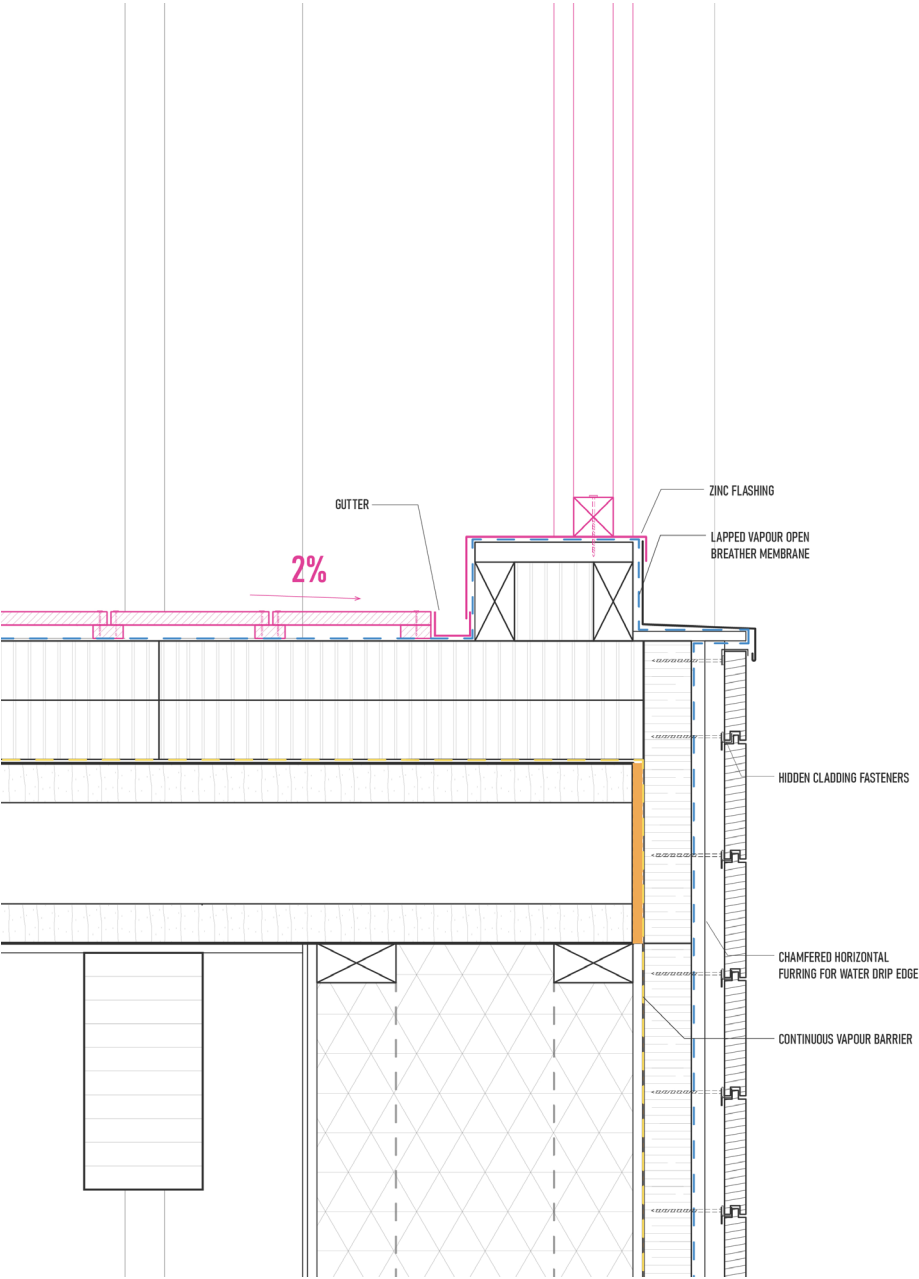 ZINC FLASHING
GUTTER
LAPPED VAPOUR OPEN
BREATHER MEMBRANE
2%
HIDDEN CLADDING FASTENERS
CHAMFERED HORIZONTAL
FURRING FOR WATER DRIP EDGE
CONTINUOUS VAPOUR BARRIER